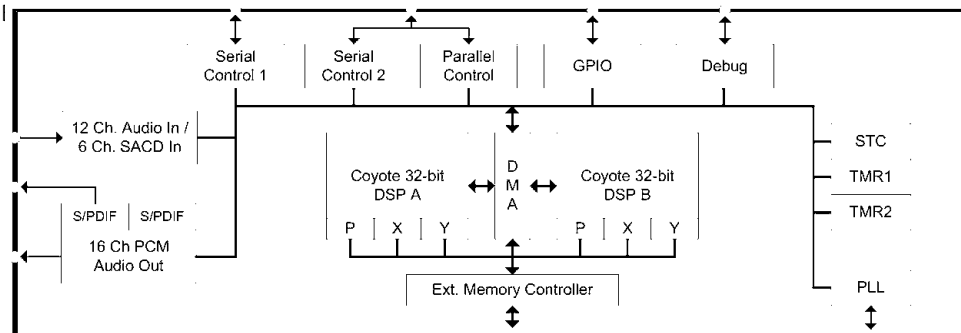 Serial
Control 1
Serial
Control 2
Parallel
Control
GPIO
Debug
12 Ch. Audio In /
6 Ch. SACD In
Coyote 32-bit
DSP A
D
M
A
Coyote 32-bit
DSP B
STC
TMR1
TMR2
S/PDIF S/PDIF
16 Ch PCM
Audio Out
P X Y
P X Y
Ext. Memory Controller
PLL